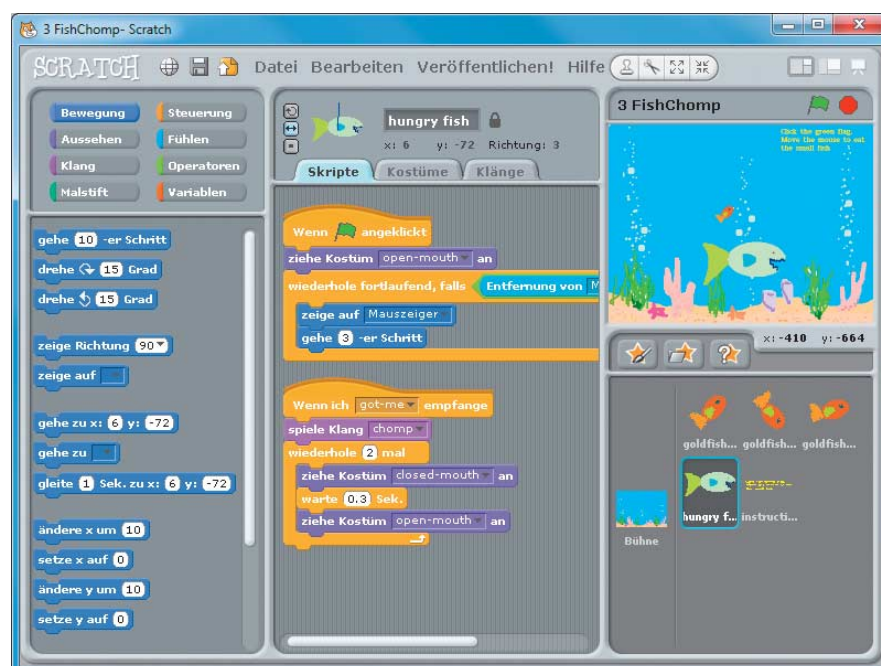 3 FishChomp- Scratch
SCRATCH Datei Bearbeiten Veröffentlichen! Hilfe
Bewegung Steuerung
Aussehen Fühlen
Klang Operatoren
Malstift Variablen
gehe 10 -er Schritt
drehe 15 Grad
drehe 15 Grad
zeige Richtung 90
zeige auf
gehe zu x: 6 y: -72
gehe zu
gleite 1 Sek. zu x: 6 y: -72
ändere x um 10
setze x auf 0
ändere y um 10
setze y auf 0
hungry fish
x: 6 y: -72 Richtung: 3
Skripte Kostüme Klänge
Wenn angeklickt
ziehe Kostüm open-mouth an
wiederhole fortlaufend, falls Entfernung von M
zeige auf Mauszeiger
gehe 3 -er Schritt
Wenn ich got-me empfange
spiele Klang chomp
wiederhole 2 mal
ziehe Kostüm closed-mouth an
warte 0.3 Sek.
ziehe Kostüm open-mouth an
3 FishChomp
Click the green flag.
Move the mouse to eat
the small fish
x: -410 y: -664
goldfish... goldfish... goldfish...
hungry f... instructi...
Bühne